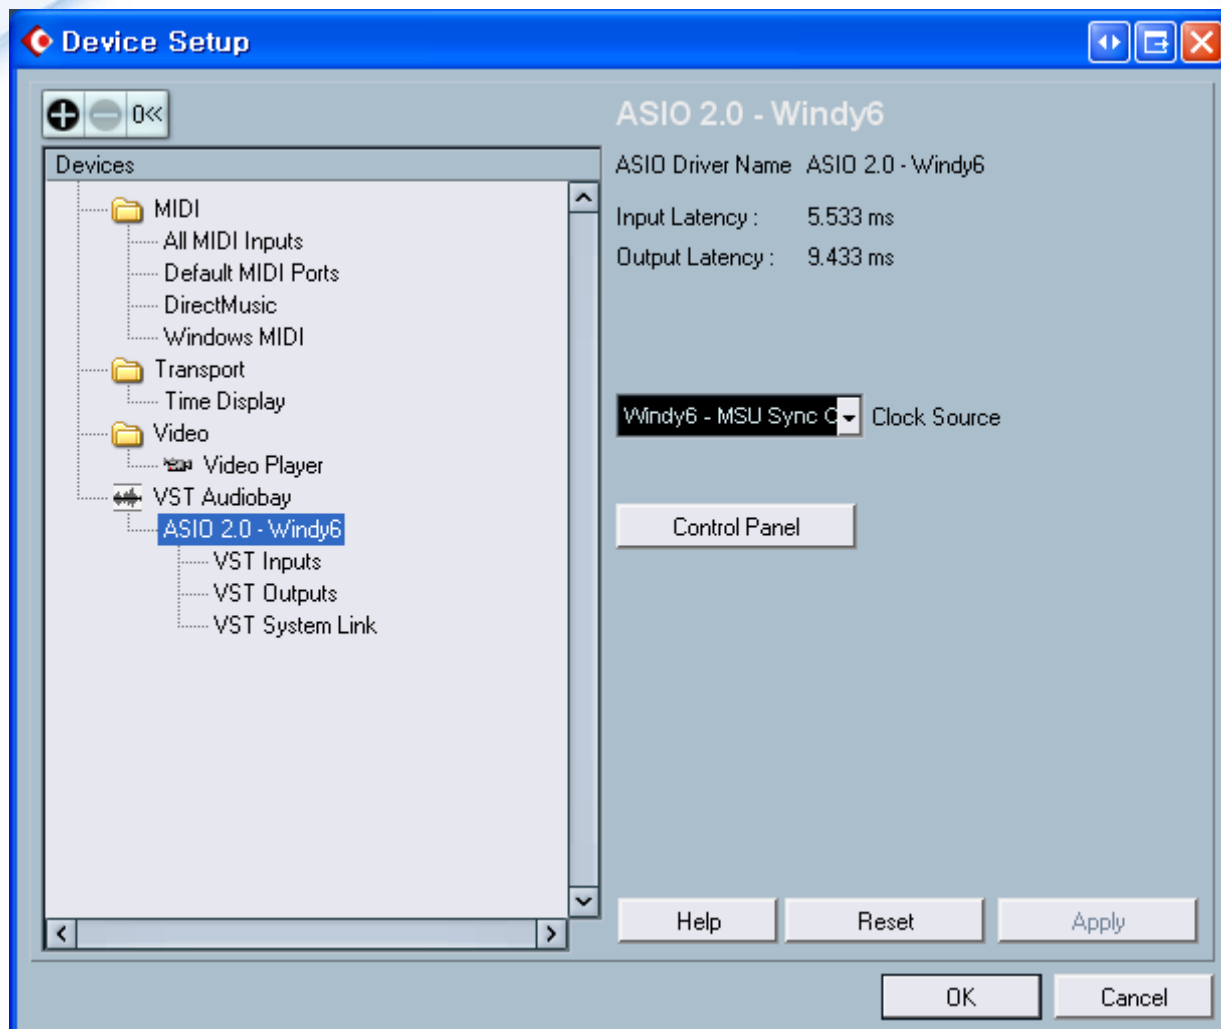 Device Setup
0<<
Devices
MIDI
All MIDI Inputs
Default MIDI Ports
DirectMusic
Windows MIDI
Transport
Time Display
Video
Video Player
VST Audiobay
ASIO 2.0 - Windy6
VST Inputs
VST Outputs
VST System Link
ASIO 2.0 - Windy6
ASIO Driver Name ASIO 2.0 - Windy6
Input Latency : 5.533 ms
Output Latency : 9.433 ms
Windy6 - MSU Sync Clock Source
Control Panel
Help Reset Apply
OK Cancel